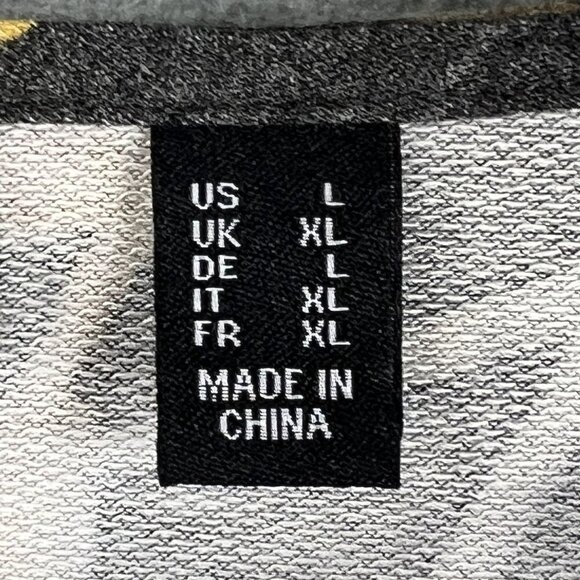 US L
UK XL
DE L
IT XL
FR XL
MADE IN
CHINA